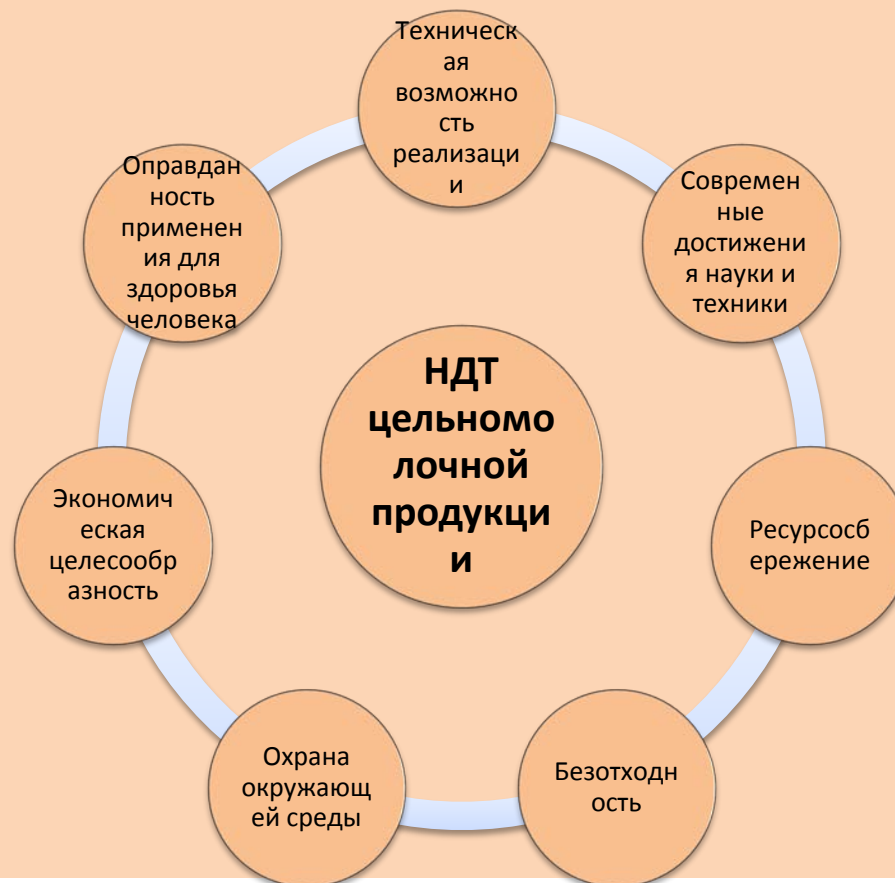 Техническ
ая
возможно
сть
реализаци
и
Современ
ные
достижени
я науки и
техники
Ресурсосб
ережение
Безотходн
ость
Охрана
окружающ
ей среды
Экономич
еская
целесообр
азность
Оправдан
ность
применен
ия для
здоровья
человека
НДТ
цельномо
лочной
продукци
и